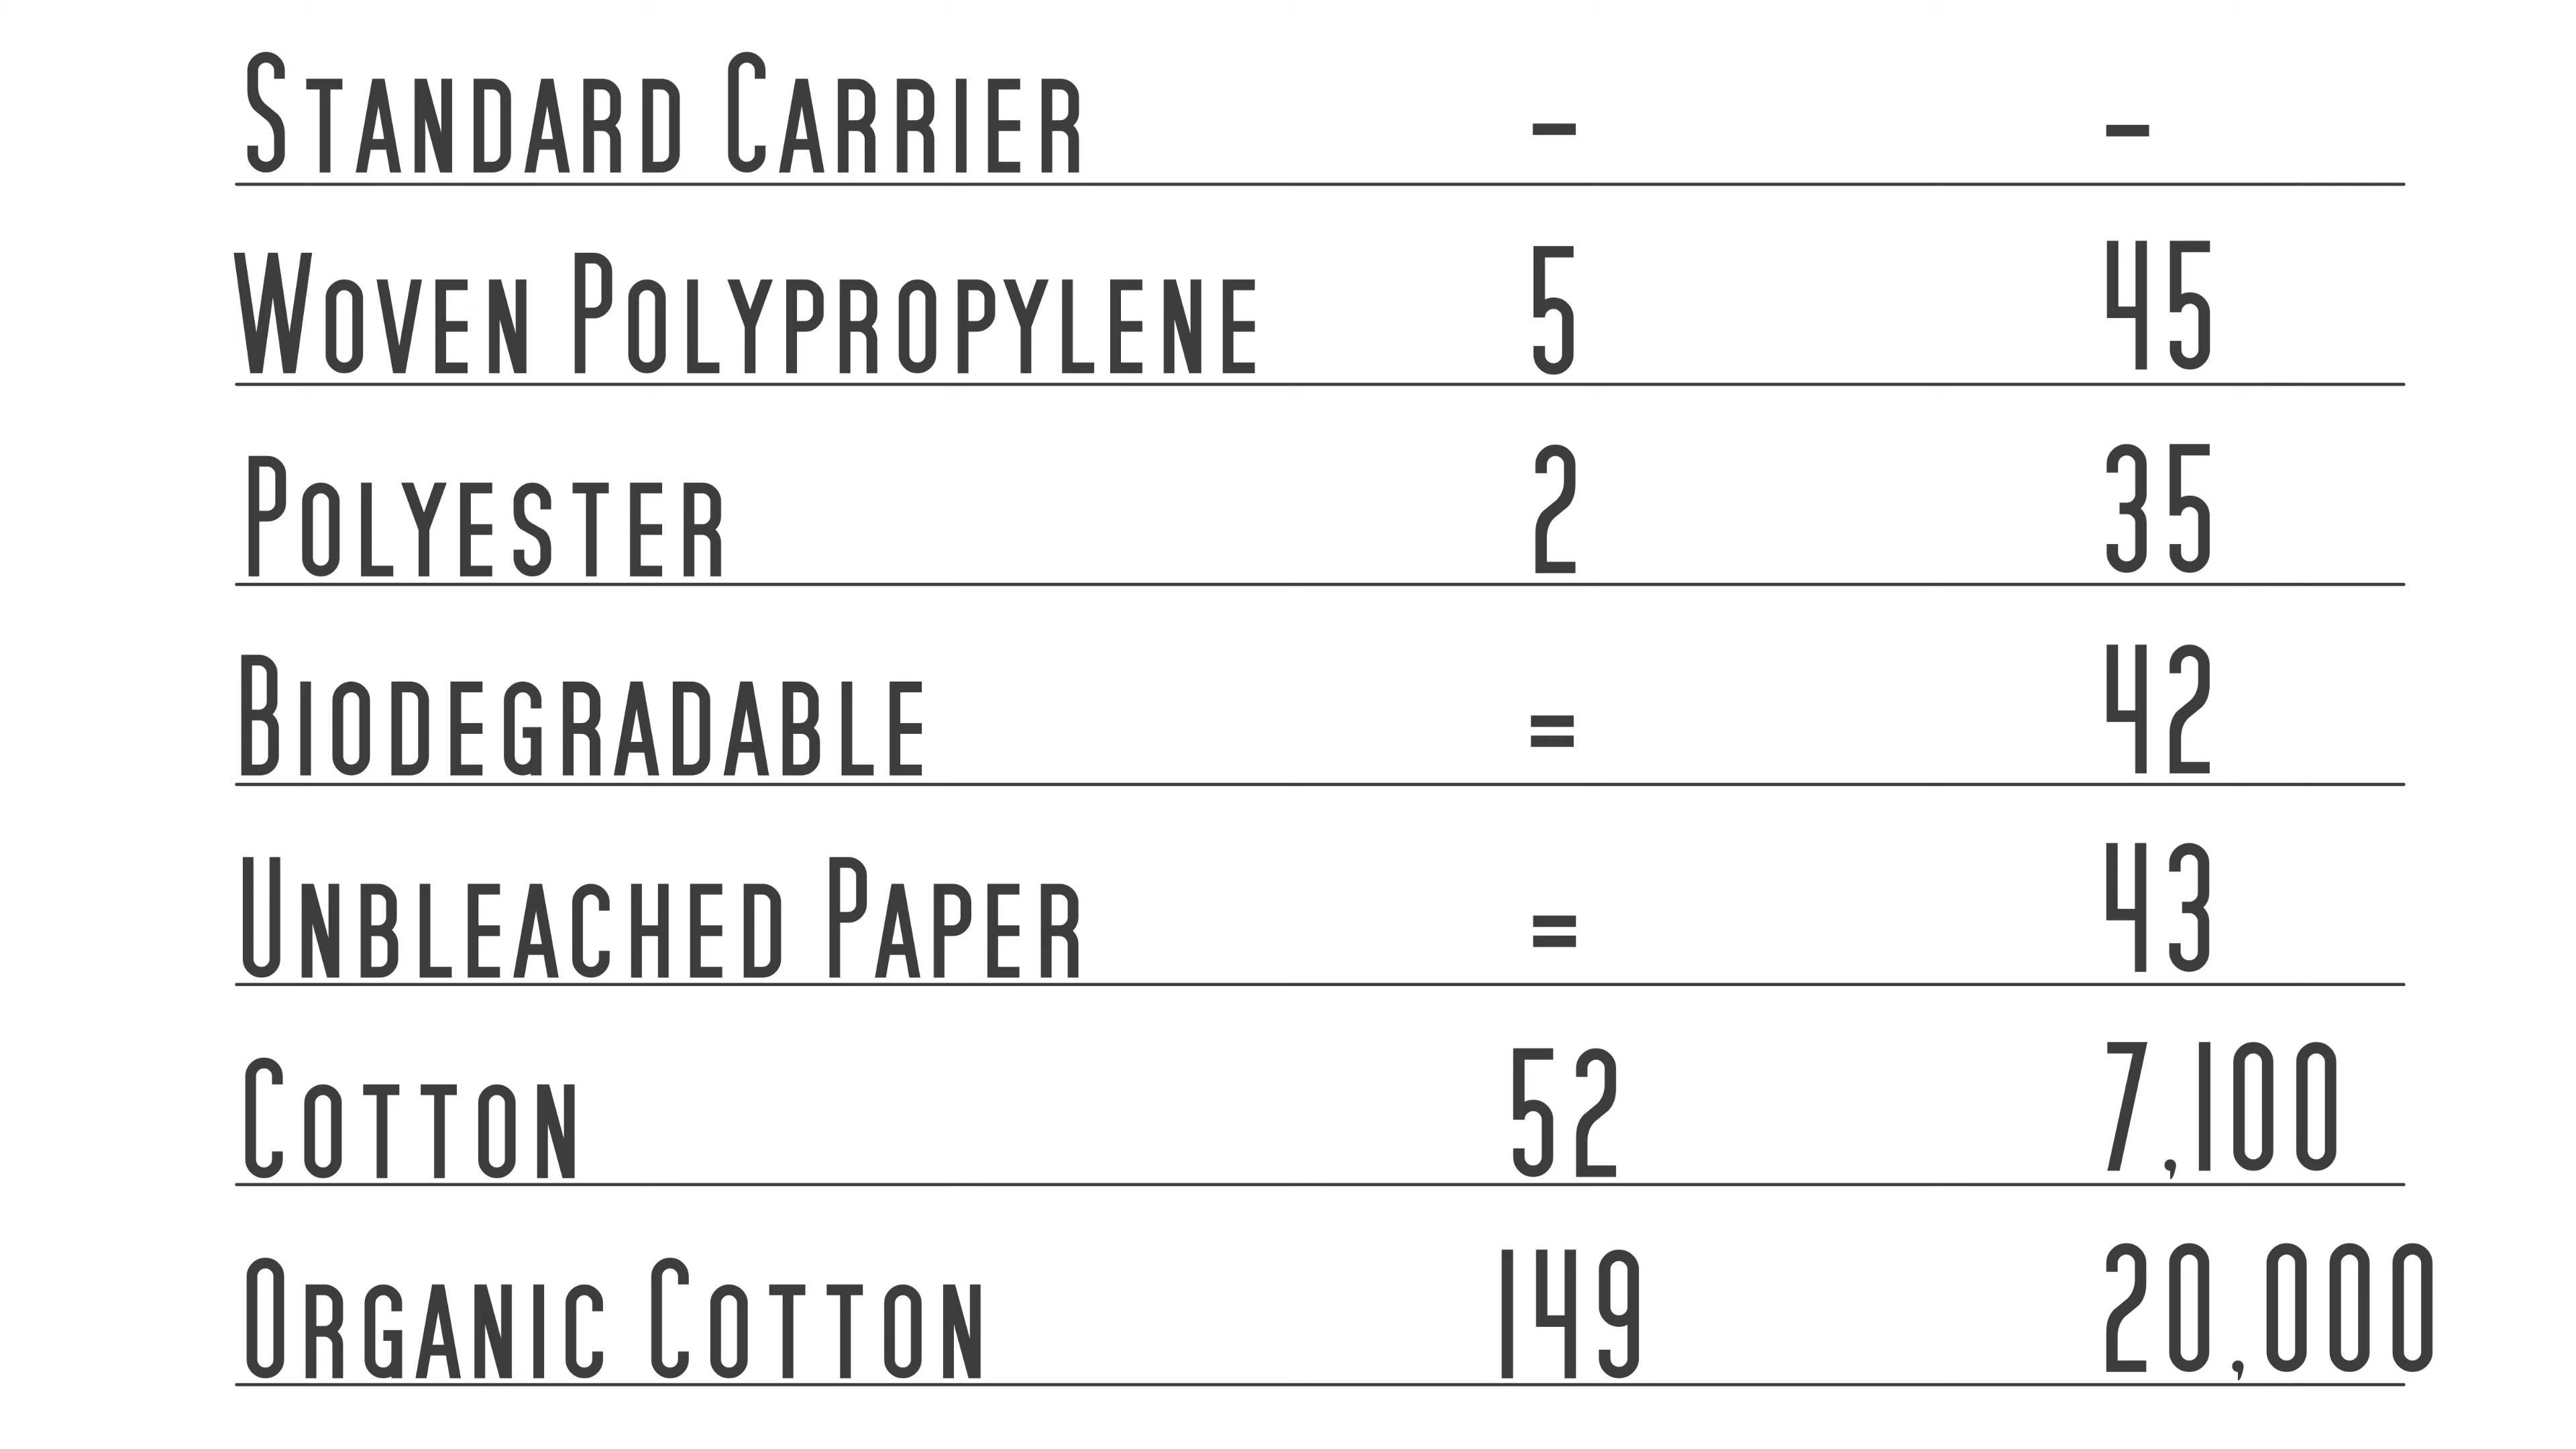 Standard Carrier - -
Woven Polypropylene 5 45
Polyester 2 35
Biodegradable = 42
Unbleached Paper = 43
Cotton 52 7,100
Organic Cotton 149 20,000